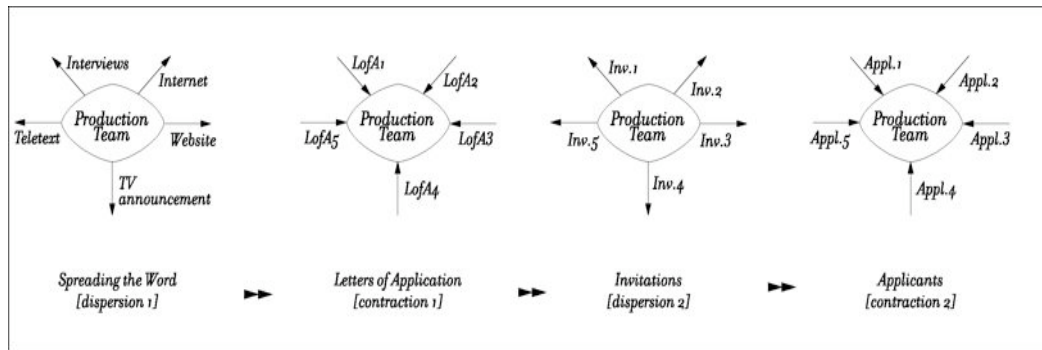 Interviews
Internet
Production
Team
Teletext
Website
TV
announcement
LofA1
LofA2
Production
Team
LofA5
LofA3
LofA4
Inv.1
Inv.2
Production
Team
Inv.5
Inv.3
Inv.4
Appl.1
Appl.2
Production
Team
Appl.5
Appl.3
Appl.4
Spreading the Word
[dispersion 1]
Letters of Application
[contraction 1]
Invitations
[dispersion 2]
Applicants
[contraction 2]